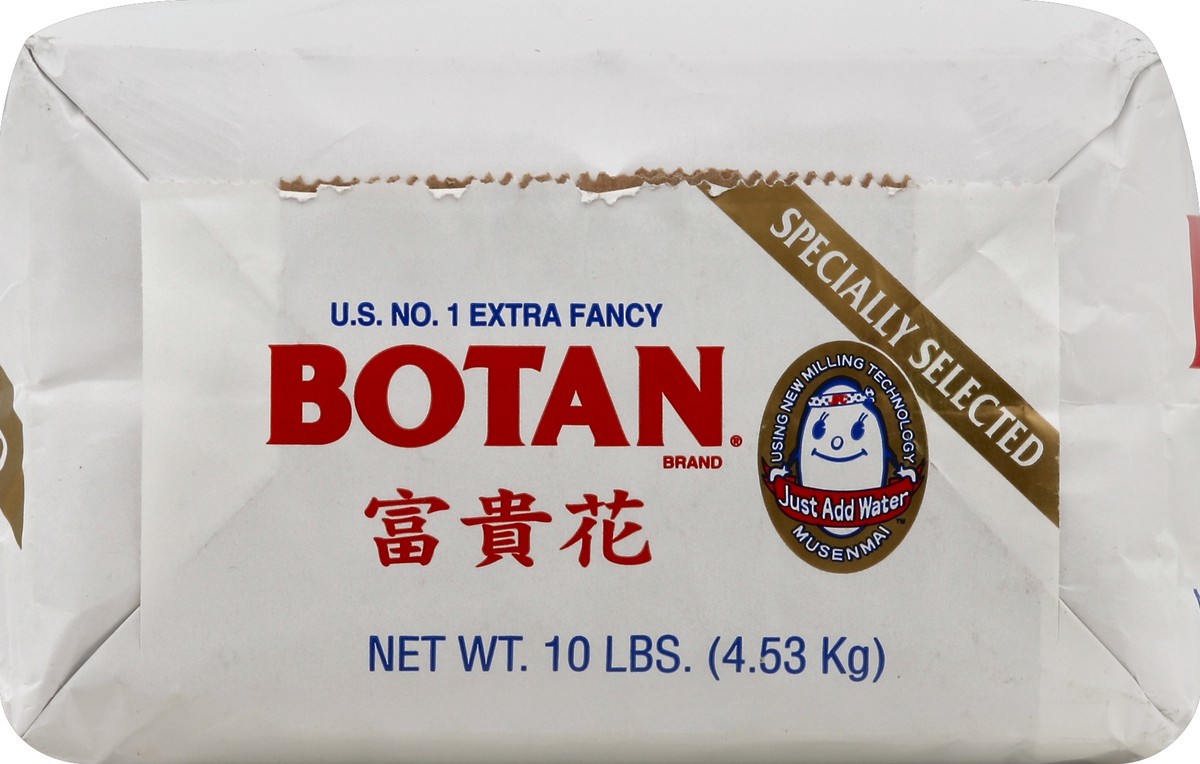 SPECIALLY SELECTED
U.S. NO. 1 EXTRA FANCY
BOTAN®
BRAND
富貴花
USING NEW MILLING TECHNOLOGY
Just Add Water
™
MUSENMAI
NET WT. 10 LBS. (4.53 Kg)